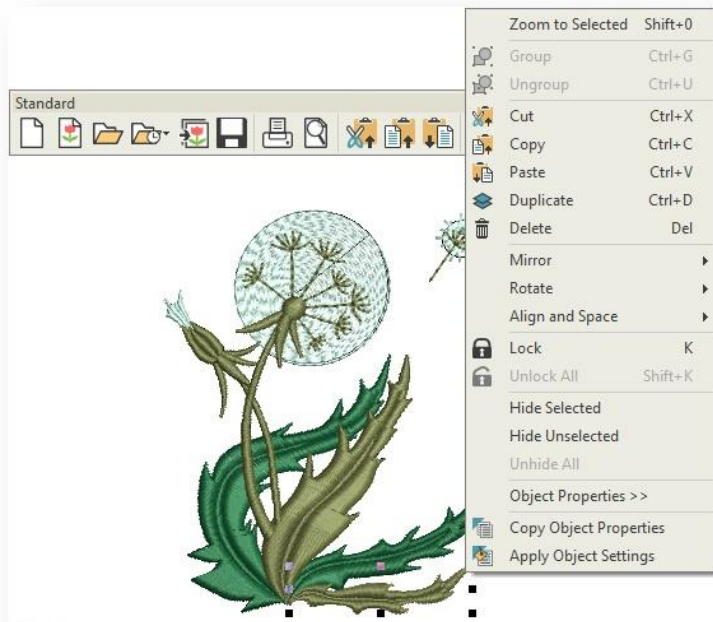 Standard
Zoom to Selected Shift+0
Group Ctrl+G
Ungroup Ctrl+U
Cut Ctrl+X
Copy Ctrl+C
Paste Ctrl+V
Duplicate Ctrl+D
Delete Del
Mirror
Rotate
Align and Space
Lock K
Unlock All Shift+K
Hide Selected
Hide Unselected
Unhide All
Object Properties >>
Copy Object Properties
Apply Object Settings